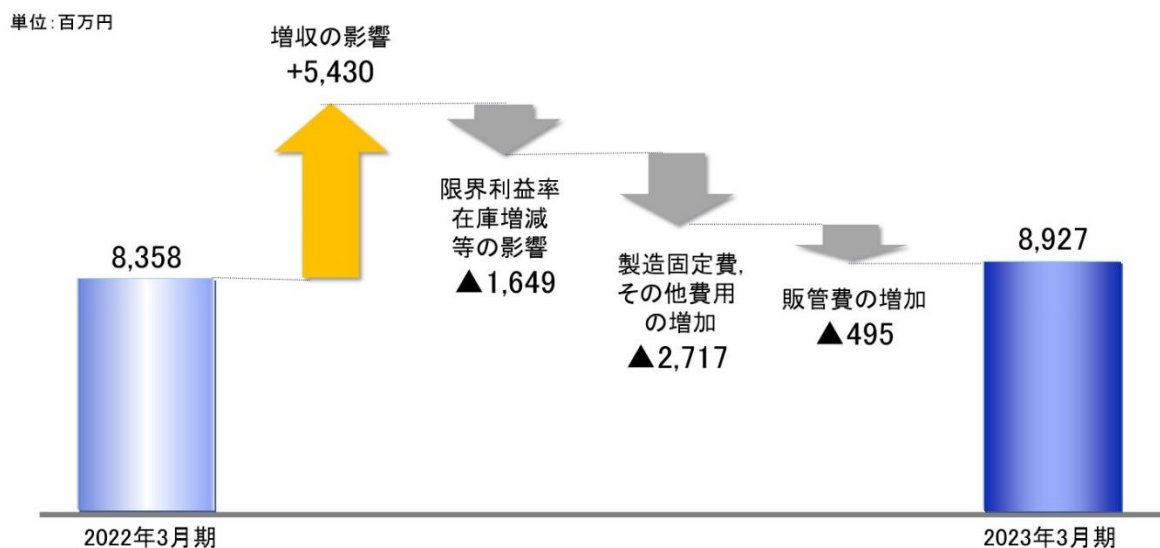 単位:百万円
増収の影響
+5,430
限界利益率
在庫増減
等の影響
▲1,649
製造固定費,
その他費用
の増加
▲2,717
販管費の増加
▲495
8,358
8,927
2022年3月期
2023年3月期